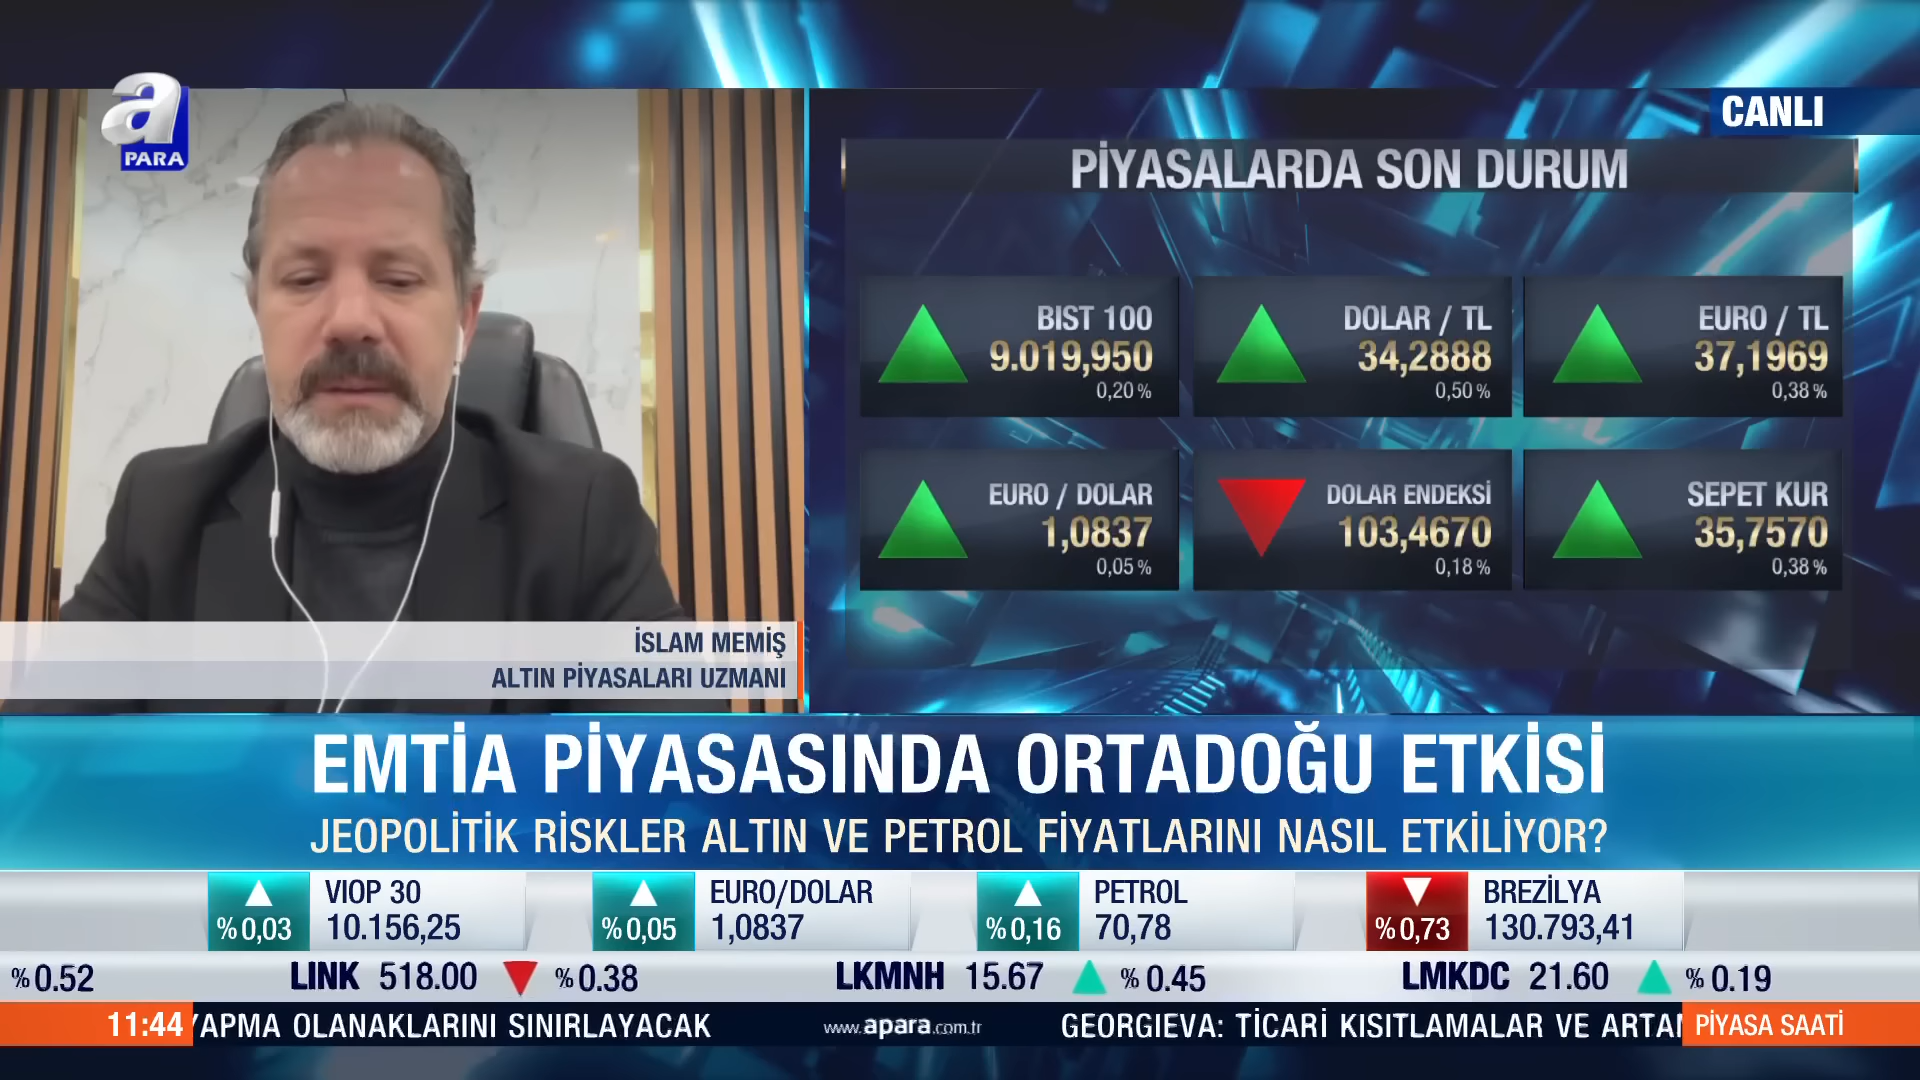 a
PARA
CANLI
PİYASALARDA SON DURUM
BIST 100
9.019,950
0,20 %
DOLAR / TL
34,2888
0,50 %
EURO / TL
37,1969
0,38 %
EURO / DOLAR
1,0837
0,05 %
DOLAR ENDEKSİ
103,4670
0,18 %
SEPET KUR
35,7570
0,38 %
İSLAM MEMİŞ
ALTIN PİYASALARI UZMANI
EMTİA PİYASASINDA ORTADOĞU ETKİSİ
JEOPOLİTİK RİSKLER ALTIN VE PETROL FİYATLARINI NASIL ETKİLİYOR?
% 0,03 VIOP 30 10.156,25
% 0,05 EURO/DOLAR 1,0837
% 0,16 PETROL 70,78
% 0,73 BREZİLYA 130.793,41
% 0.52 LINK 518.00 % 0.38 LKMNH 15.67 % 0.45 LMKDC 21.60 % 0.19
11:44 YAPMA OLANAKLARINI SINIRLAYACAK www.apara.com.tr GEORGIEVA: TİCARİ KISITLAMALAR VE ARTAN PİYASA SAATİ